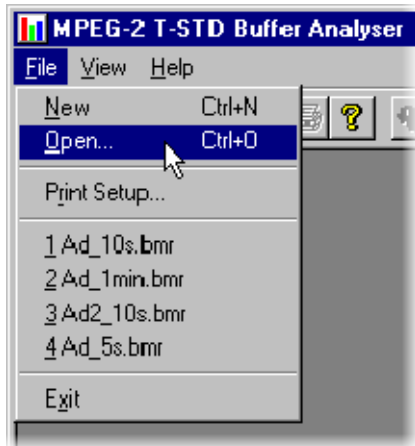 MPEG-2 T-STD Buffer Analyser
File View Help
New Ctrl+N
Open... Ctrl+O
Print Setup...
1 Ad_10s.bmr
2 Ad_1min.bmr
3 Ad2_10s.bmr
4 Ad_5s.bmr
Exit